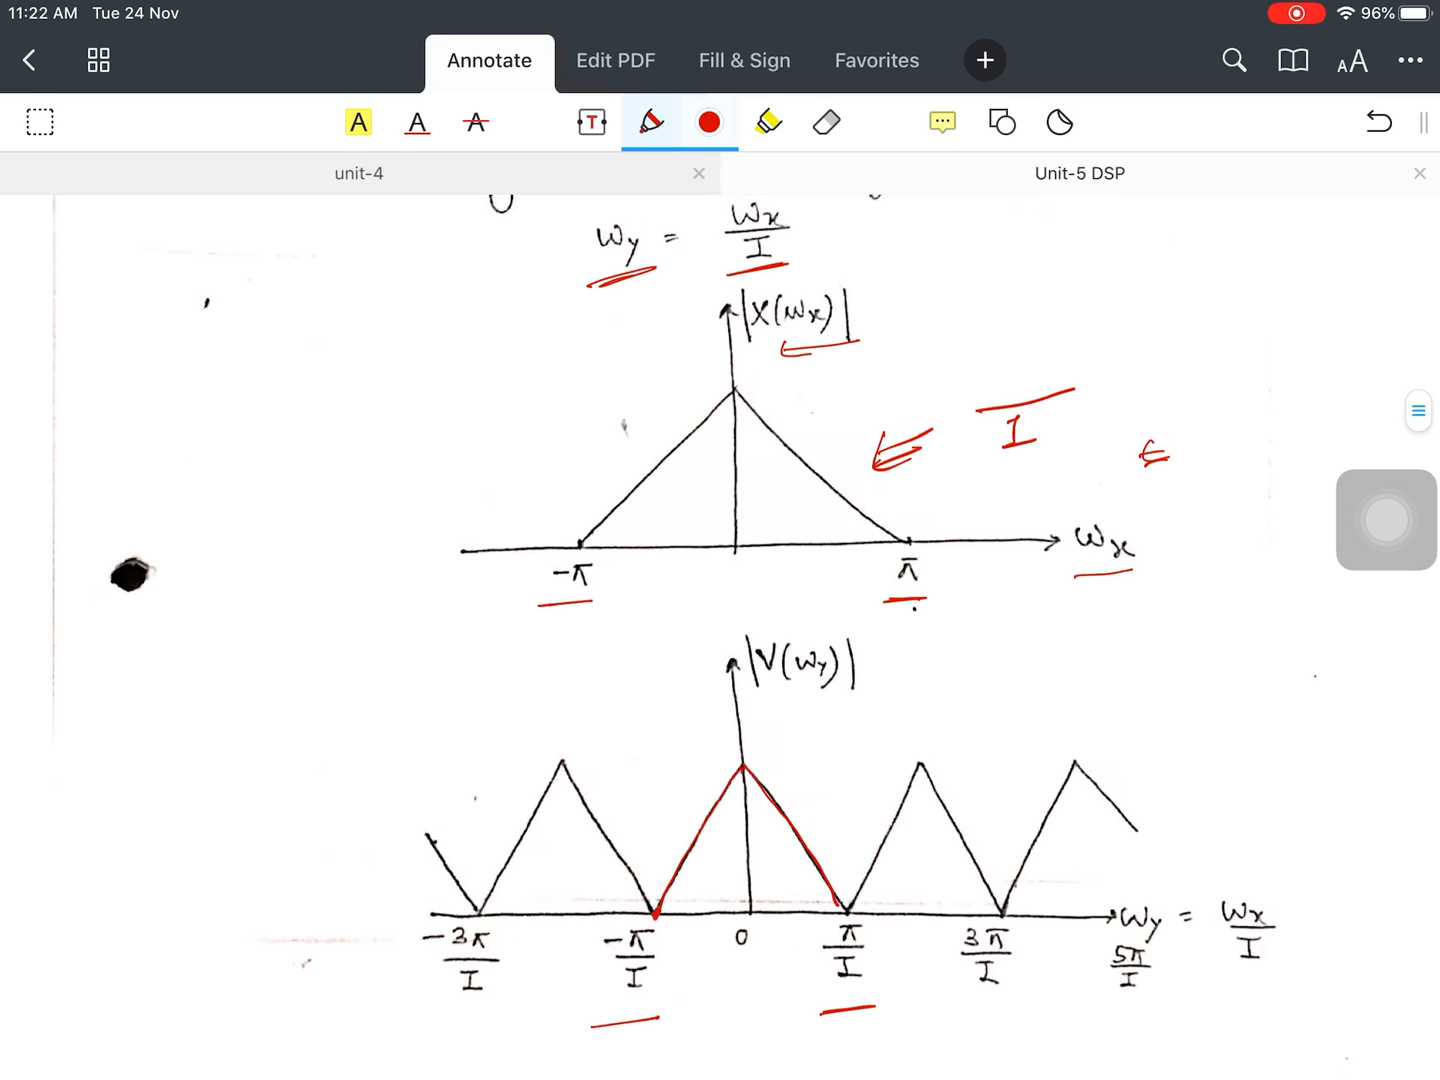 11:22 AM Tue 24 Nov 96%
Annotate Edit PDF Fill & Sign Favorites
A A A T
unit-4 Unit-5 DSP
ωy = ωx/I
|X(ωx)|
I
ωx
-π π
|V(ωy)|
-3π/I -π/I 0 π/I 3π/I 5π/I ωy = ωx/I